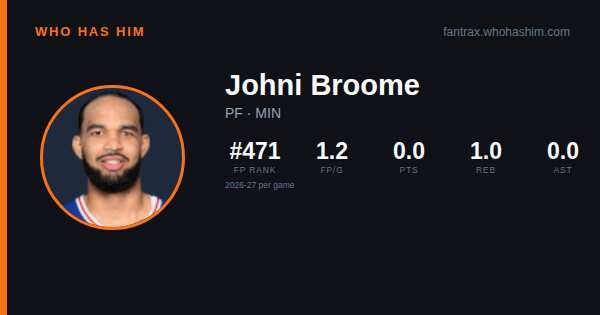 WHO HAS HIM
fantrax.whohashim.com
Johni Broome
PF · MIN
#471 1.2 0.0 1.0 0.0
FP RANK FP/G PTS REB AST
2026-27 per game